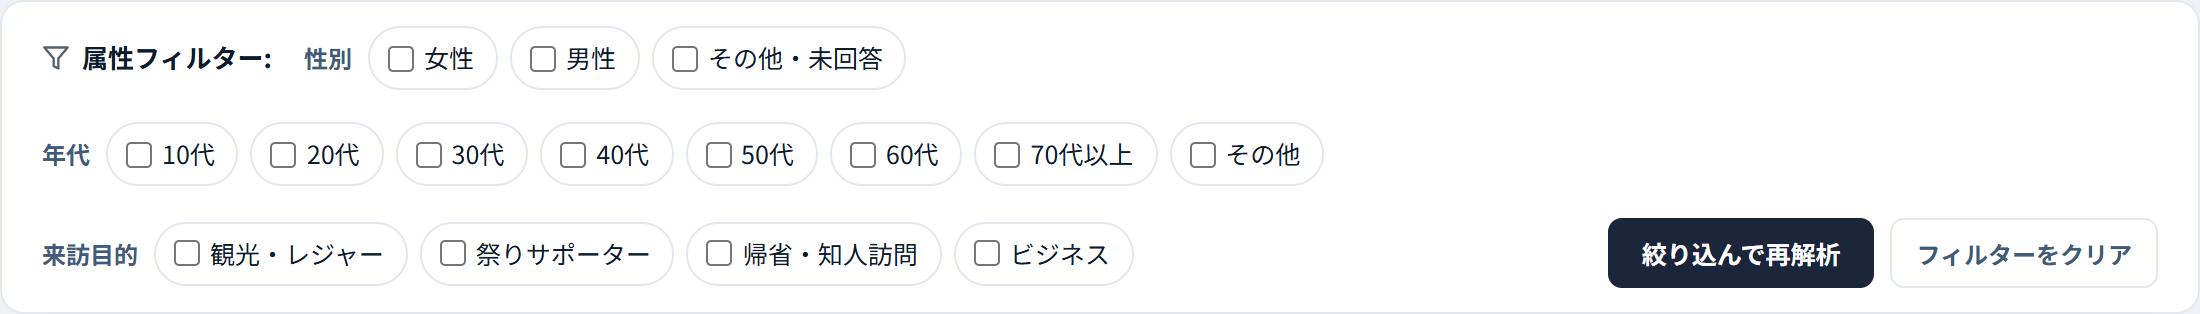 属性フィルター: 性別 女性 男性 その他・未回答
年代 10代 20代 30代 40代 50代 60代 70代以上 その他
来訪目的 観光・レジャー 祭りサポーター 帰省・知人訪問 ビジネス 絞り込んで再解析 フィルターをクリア